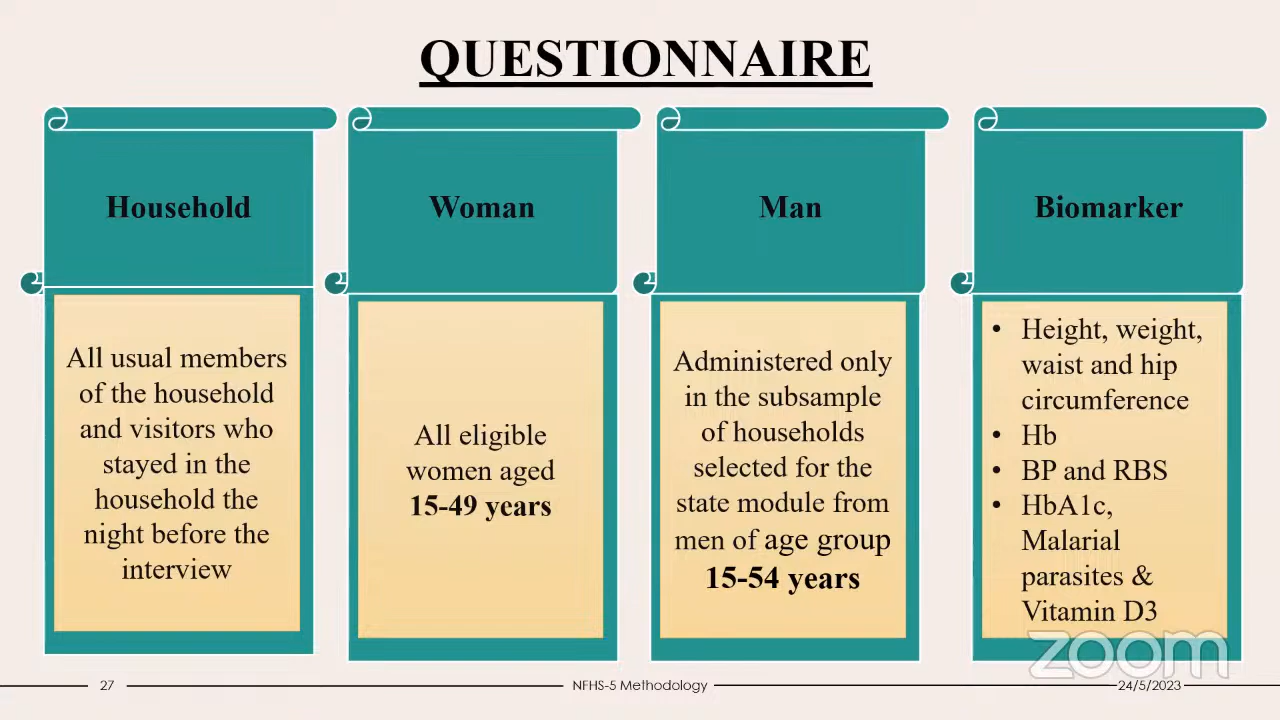 QUESTIONNAIRE
Household
All usual members
of the household
and visitors who
stayed in the
household the
night before the
interview
Woman
All eligible
women aged
15-49 years
Man
Administered only
in the subsample
of households
selected for the
state module from
men of age group
15-54 years
Biomarker
• Height, weight,
waist and hip
circumference
• Hb
• BP and RBS
• HbA1c,
Malarial
parasites &
Vitamin D3
zoom
27
NFHS-5 Methodology
24/5/2023